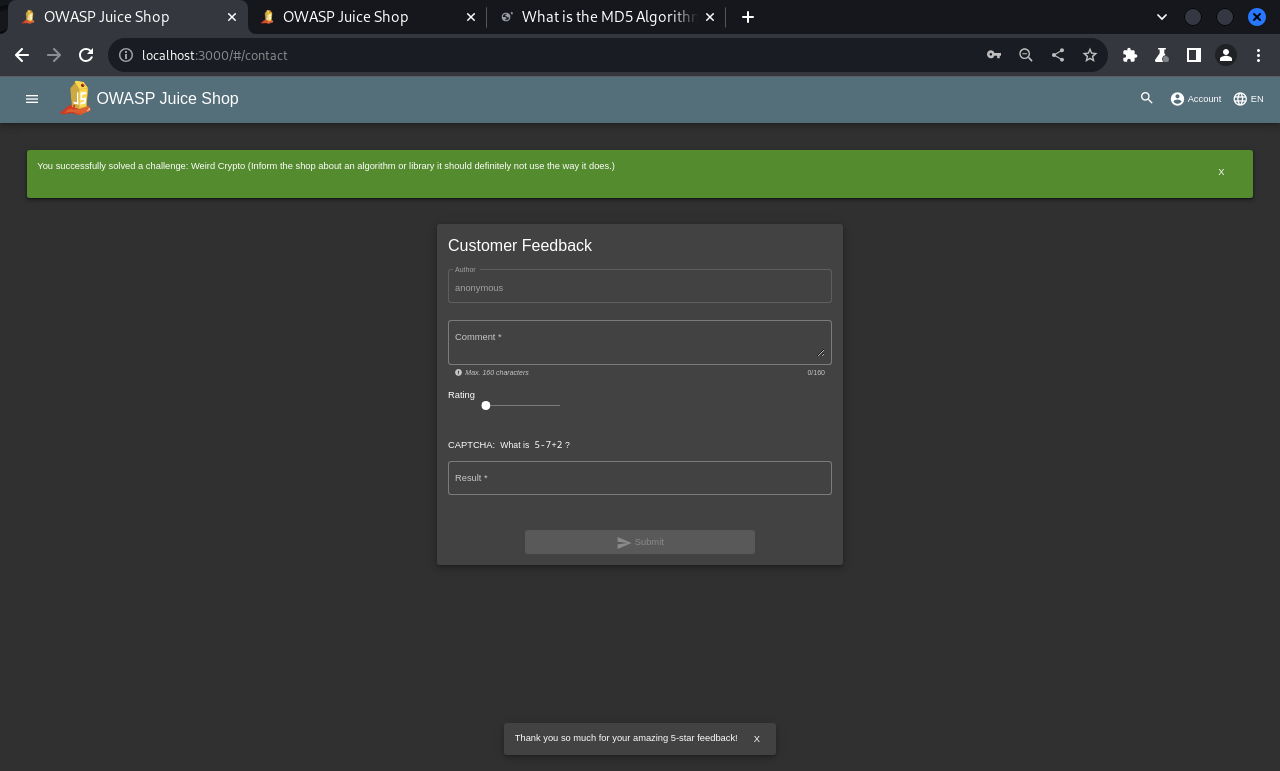 OWASP Juice Shop
OWASP Juice Shop
What is the MD5 Algorithm
localhost:3000/#/contact
OWASP Juice Shop
Account
EN
You successfully solved a challenge: Weird Crypto (Inform the shop about an algorithm or library it should definitely not use the way it does.)
X
Customer Feedback
Author
anonymous
Comment *
Max. 160 characters
0/160
Rating
CAPTCHA: What is 5-7+2 ?
Result *
Submit
Thank you so much for your amazing 5-star feedback!
X